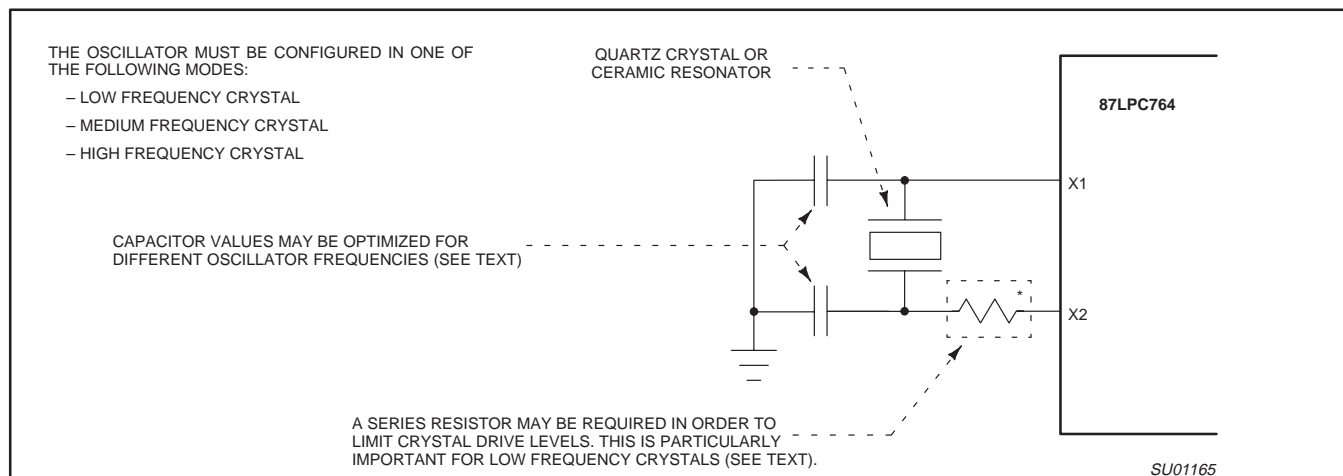 THE OSCILLATOR MUST BE CONFIGURED IN ONE OF
THE FOLLOWING MODES:
– LOW FREQUENCY CRYSTAL
– MEDIUM FREQUENCY CRYSTAL
– HIGH FREQUENCY CRYSTAL
QUARTZ CRYSTAL OR
CERAMIC RESONATOR
87LPC764
X1
CAPACITOR VALUES MAY BE OPTIMIZED FOR
DIFFERENT OSCILLATOR FREQUENCIES (SEE TEXT)
*
X2
A SERIES RESISTOR MAY BE REQUIRED IN ORDER TO
LIMIT CRYSTAL DRIVE LEVELS. THIS IS PARTICULARLY
IMPORTANT FOR LOW FREQUENCY CRYSTALS (SEE TEXT).
SU01165